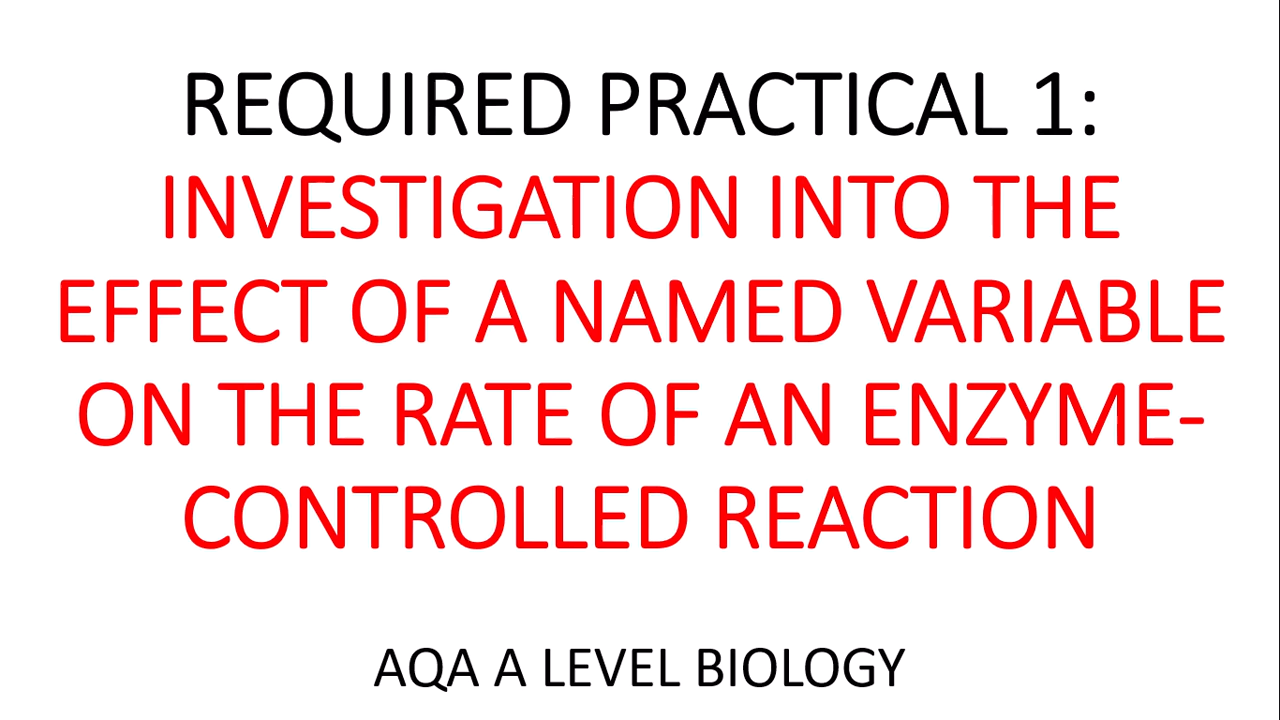 REQUIRED PRACTICAL 1:
INVESTIGATION INTO THE
EFFECT OF A NAMED VARIABLE
ON THE RATE OF AN ENZYME-
CONTROLLED REACTION
AQA A LEVEL BIOLOGY